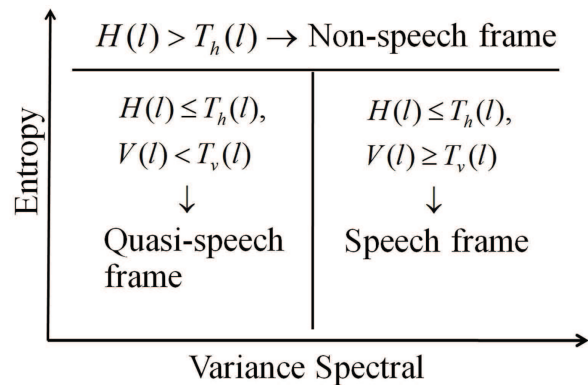 H(l) > T_h(l) → Non-speech frame
H(l) ≤ T_h(l),
V(l) < T_v(l)
↓
Quasi-speech
frame
H(l) ≤ T_h(l),
V(l) ≥ T_v(l)
↓
Speech frame
Entropy
Variance Spectral